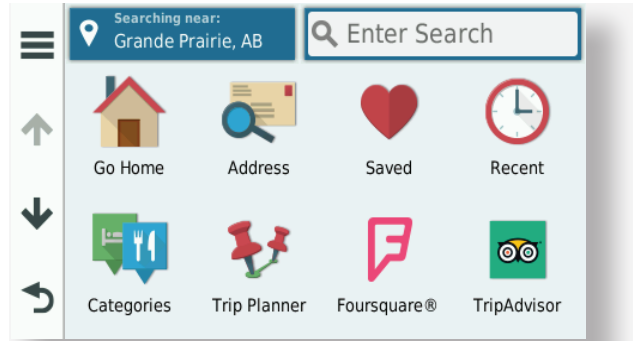 Searching near:
Grande Prairie, AB
Enter Search
Go Home
Address
Saved
Recent
Categories
Trip Planner
Foursquare®
TripAdvisor